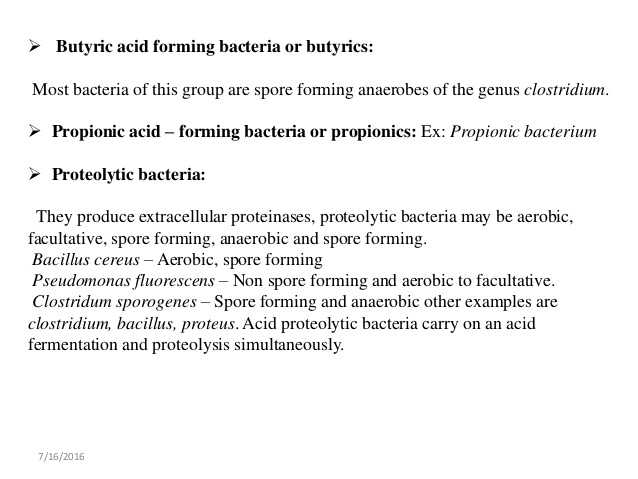 ➢ Butyric acid forming bacteria or butyrics:
Most bacteria of this group are spore forming anaerobes of the genus clostridium.
➢ Propionic acid – forming bacteria or propionics: Ex: Propionic bacterium
➢ Proteolytic bacteria:
They produce extracellular proteinases, proteolytic bacteria may be aerobic,
facultative, spore forming, anaerobic and spore forming.
Bacillus cereus – Aerobic, spore forming
Pseudomonas fluorescens – Non spore forming and aerobic to facultative.
Clostridum sporogenes – Spore forming and anaerobic other examples are
clostridium, bacillus, proteus. Acid proteolytic bacteria carry on an acid
fermentation and proteolysis simultaneously.
7/16/2016